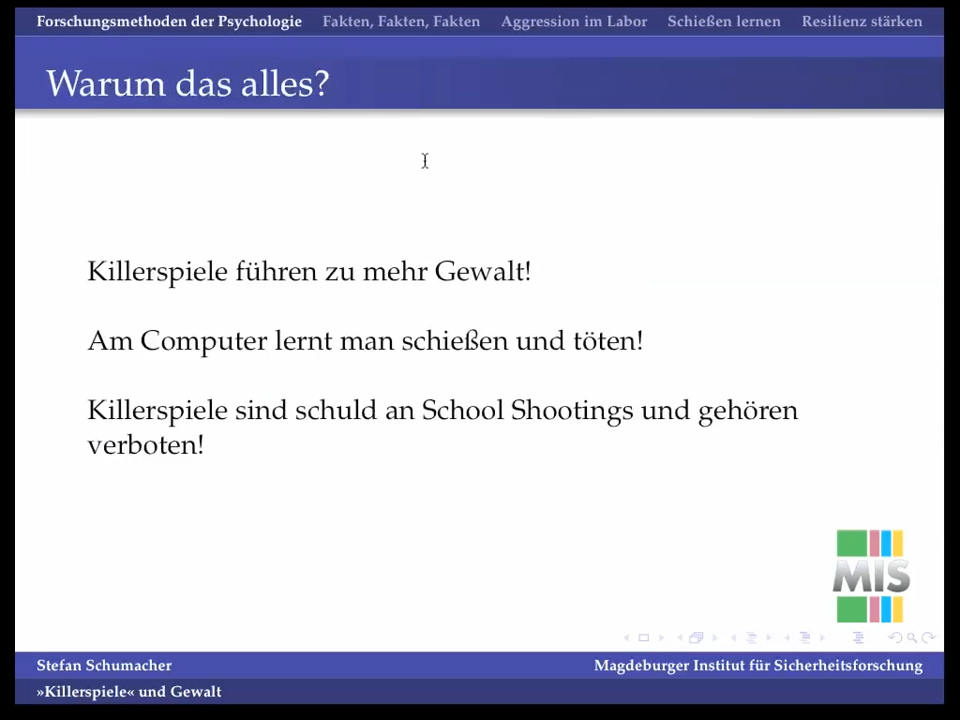 Forschungsmethoden der Psychologie Fakten, Fakten, Fakten Aggression im Labor Schießen lernen Resilienz stärken
Warum das alles?
Killerspiele führen zu mehr Gewalt!
Am Computer lernt man schießen und töten!
Killerspiele sind schuld an School Shootings und gehören
verboten!
MIS
Stefan Schumacher Magdeburger Institut für Sicherheitsforschung
»Killerspiele« und Gewalt